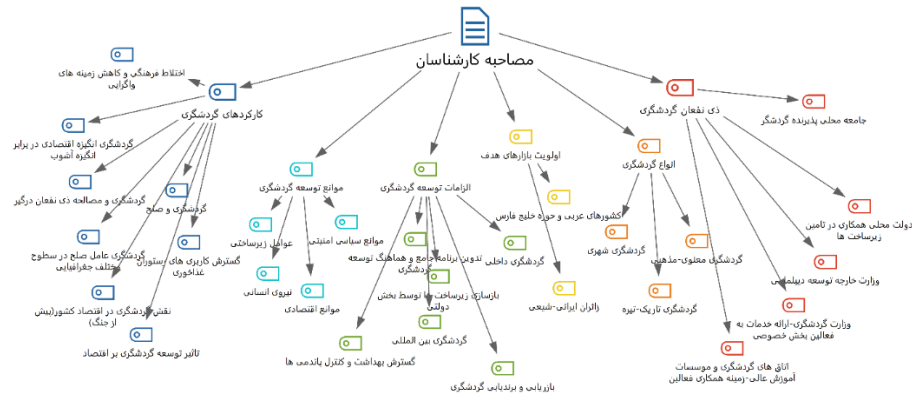 مصاحبه کارشناسان
کارکردهای گردشگری
اختلاط فرهنگی و کاهش زمینه های
واگرایی
گردشگری انگیزه اقتصادی در برابر
انگیزه آشوب
گردشگری و مصالحه ذی نفعان درگیر
گردشگری و صلح
گردشگری عامل صلح در سطوح
مختلف جغرافیایی
گسترش کاربری های رستوران
غذاخوری
نقش گردشگری در اقتصاد کشور(پیش
از جنگ)
تاثیر توسعه گردشگری بر اقتصاد
موانع توسعه گردشگری
عوامل زیرساختی
موانع سیاسی امنیتی
نیروی انسانی
موانع اقتصادی
الزامات توسعه گردشگری
تدوین برنامه جامع و هماهنگ توسعه
گردشگری
گردشگری داخلی
بازسازی زیرساخت ها توسط بخش
دولتی
گردشگری بین المللی
گسترش بهداشت و کنترل پاندمی ها
بازریابی و برندیابی گردشگری
اولویت بازارهای هدف
کشورهای عربی و حوزه خلیج فارس
زائران ایرانی-شیعی
انواع گردشگری
گردشگری شهری
گردشگری معنوی-مذهبی
گردشگری تاریک-تیره
ذی نفعان گردشگری
جامعه محلی پذیرنده گردشگر
دولت محلی همکاری در تامین
زیرساخت ها
وزارت خارجه توسعه دیپلماسی
وزارت گردشگری-ارائه خدمات به
فعالین بخش خصوصی
اتاق های گردشگری و موسسات
آموزش عالی-زمینه همکاری فعالین